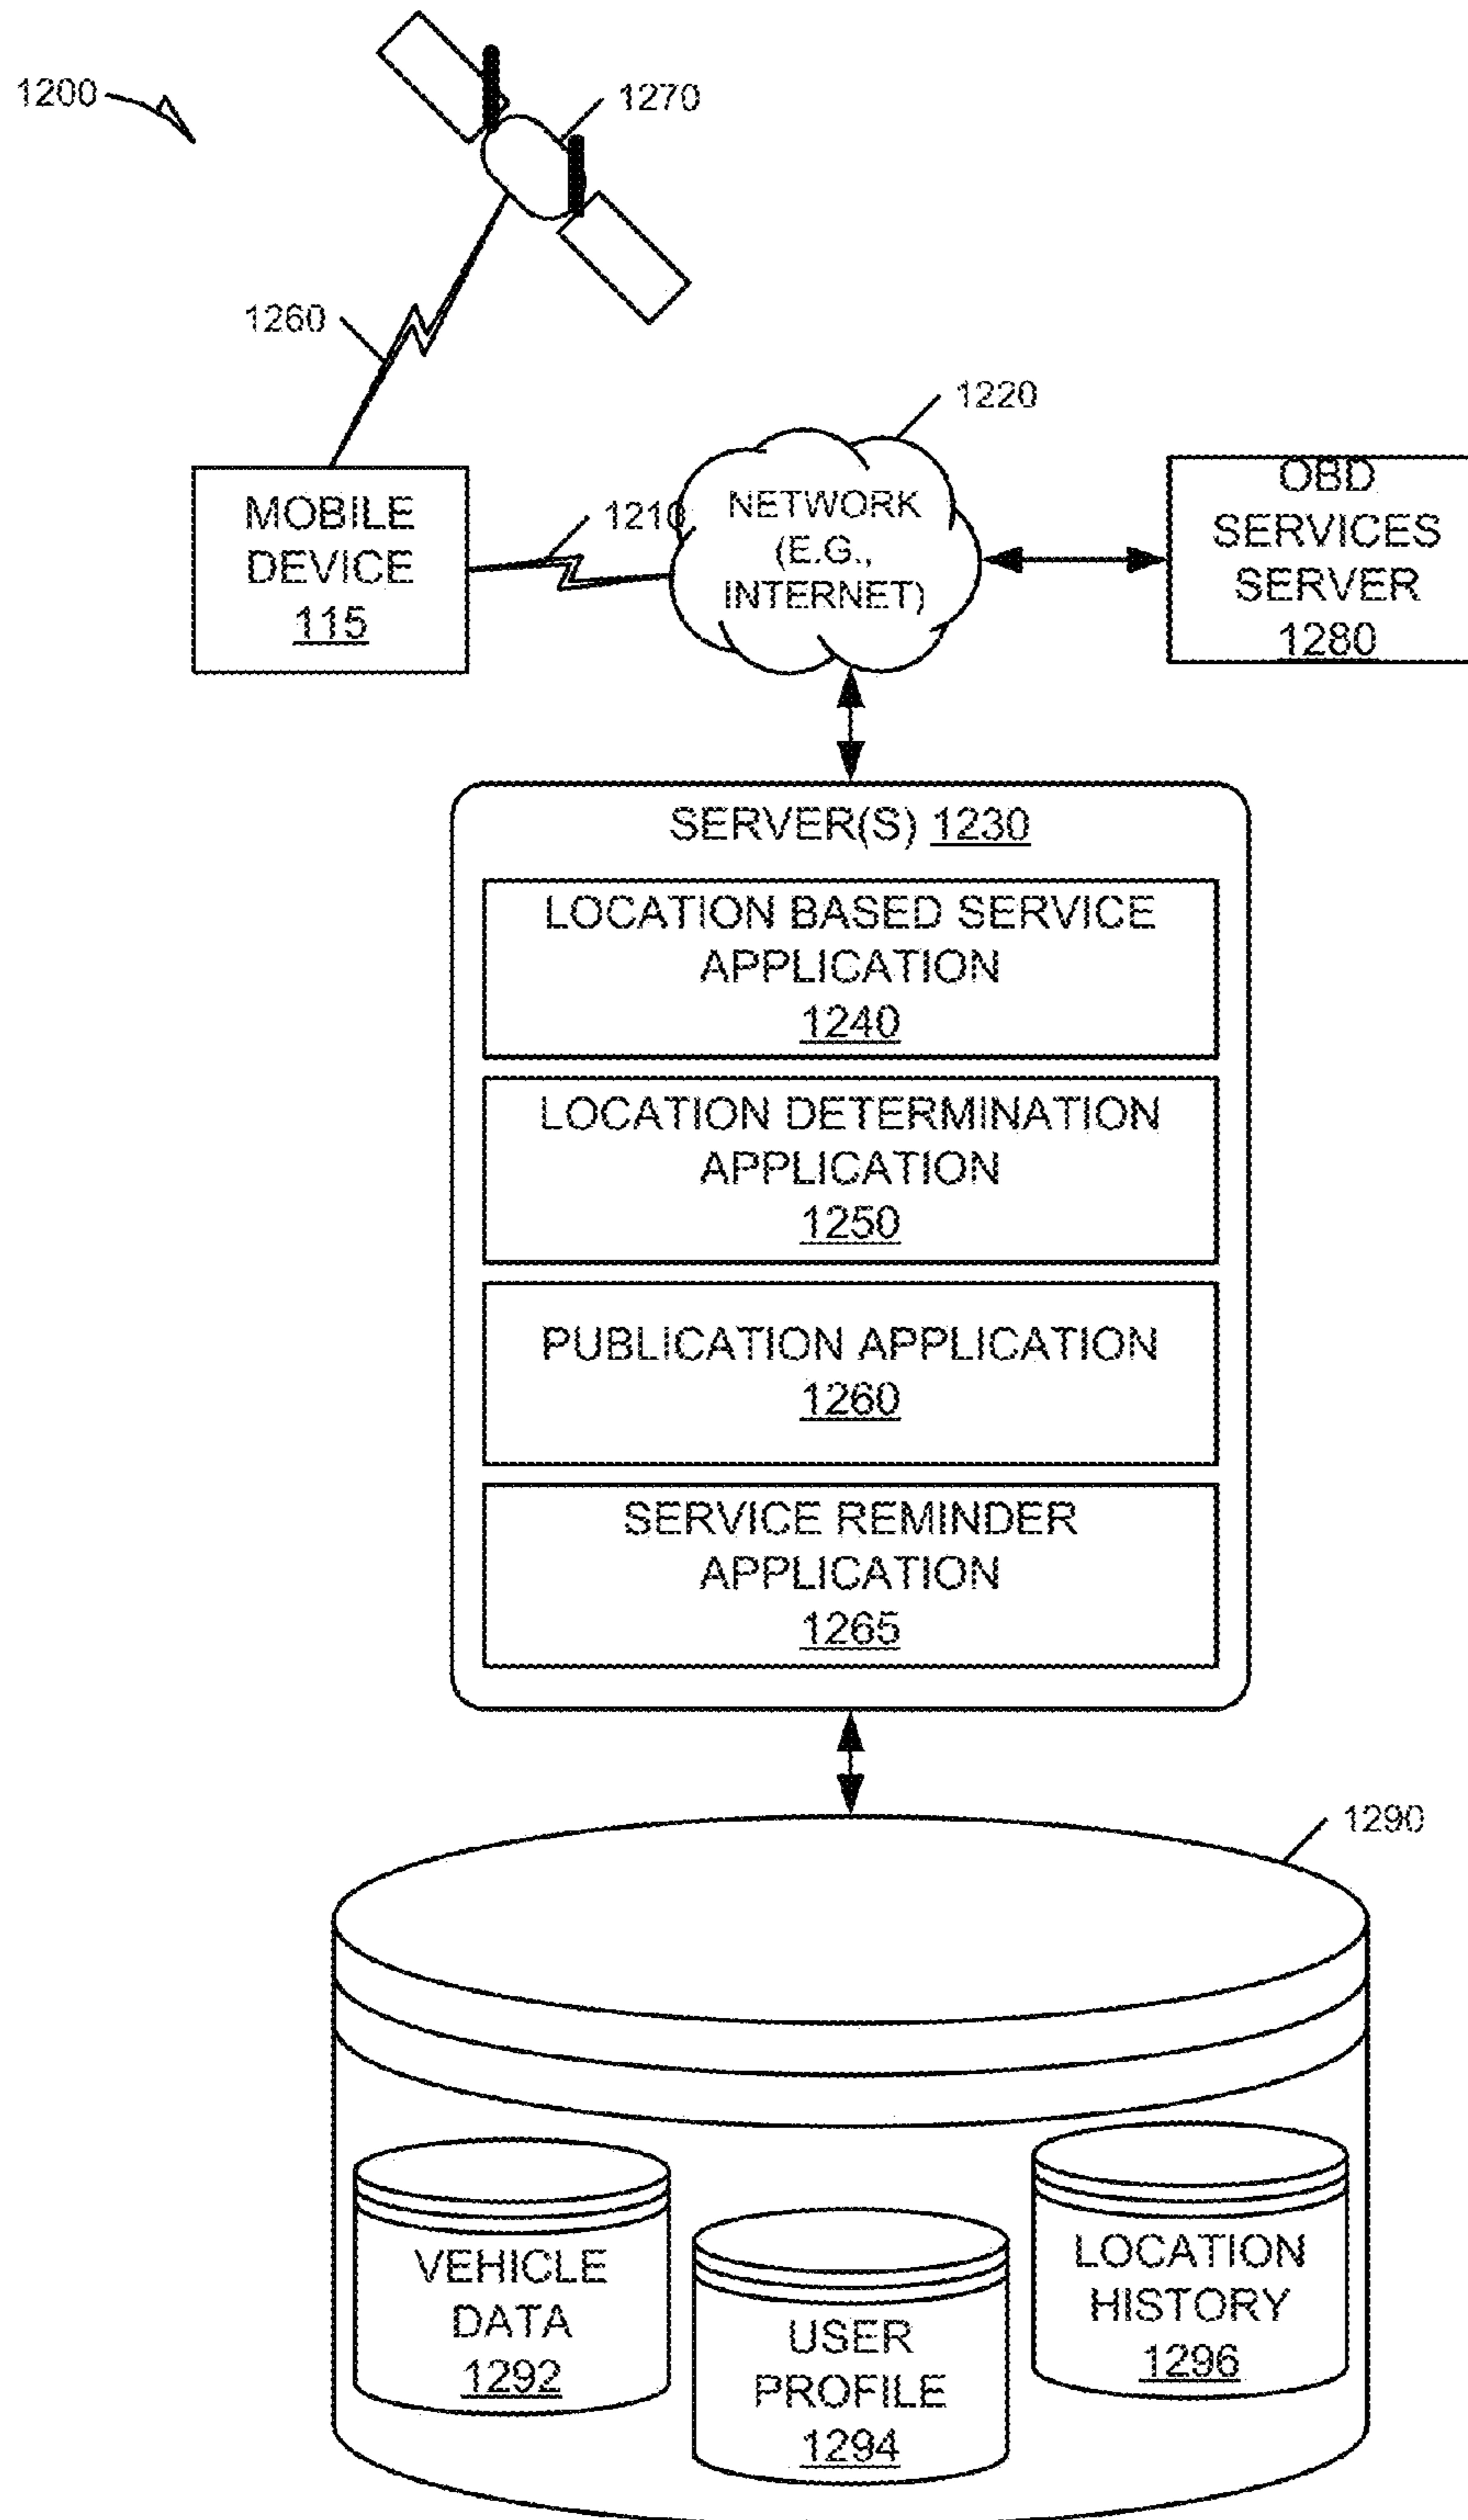 1200
1270
1260
1220
MOBILE
DEVICE
115
1210
NETWORK
(E.G.,
INTERNET)
OBD
SERVICES
SERVER
1280
SERVER(S) 1230
LOCATION BASED SERVICE
APPLICATION
1240
LOCATION DETERMINATION
APPLICATION
1250
PUBLICATION APPLICATION
1260
SERVICE REMINDER
APPLICATION
1265
1290
VEHICLE
DATA
1292
USER
PROFILE
1294
LOCATION
HISTORY
1296